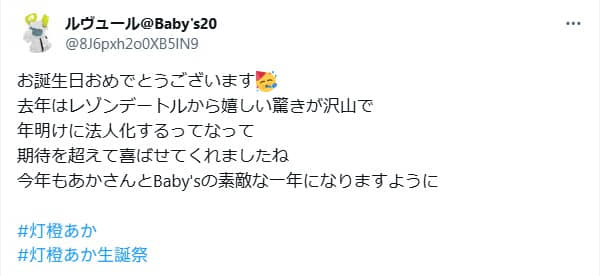 ルヴュール@Baby's20
@8J6pxh2o0XB5IN9
お誕生日おめでとうございます🥳
去年はレゾンデートルから嬉しい驚きが沢山で
年明けに法人化するってなって
期待を超えて喜ばせてくれましたね
今年もあかさんとBaby'sの素敵な一年になりますように
#灯橙あか
#灯橙あか生誕祭